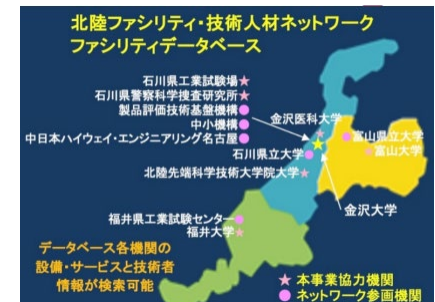 北陸ファシリティ・技術人材ネットワーク
ファシリティデータベース
石川県工業試験場★
石川県警察科学捜査研究所★
製品評価技術基盤機構●
中小機構●
中日本ハイウェイ・エンジニアリング名古屋●
金沢医科大学
★
石川県立大学●
北陸先端科学技術大学院大学★
●富山県立大学
★富山大学
金沢大学
福井県工業試験センター●
福井大学★
データベース各機関の
設備・サービスと技術者
情報が検索可能
★本事業協力機関
●ネットワーク参画機関